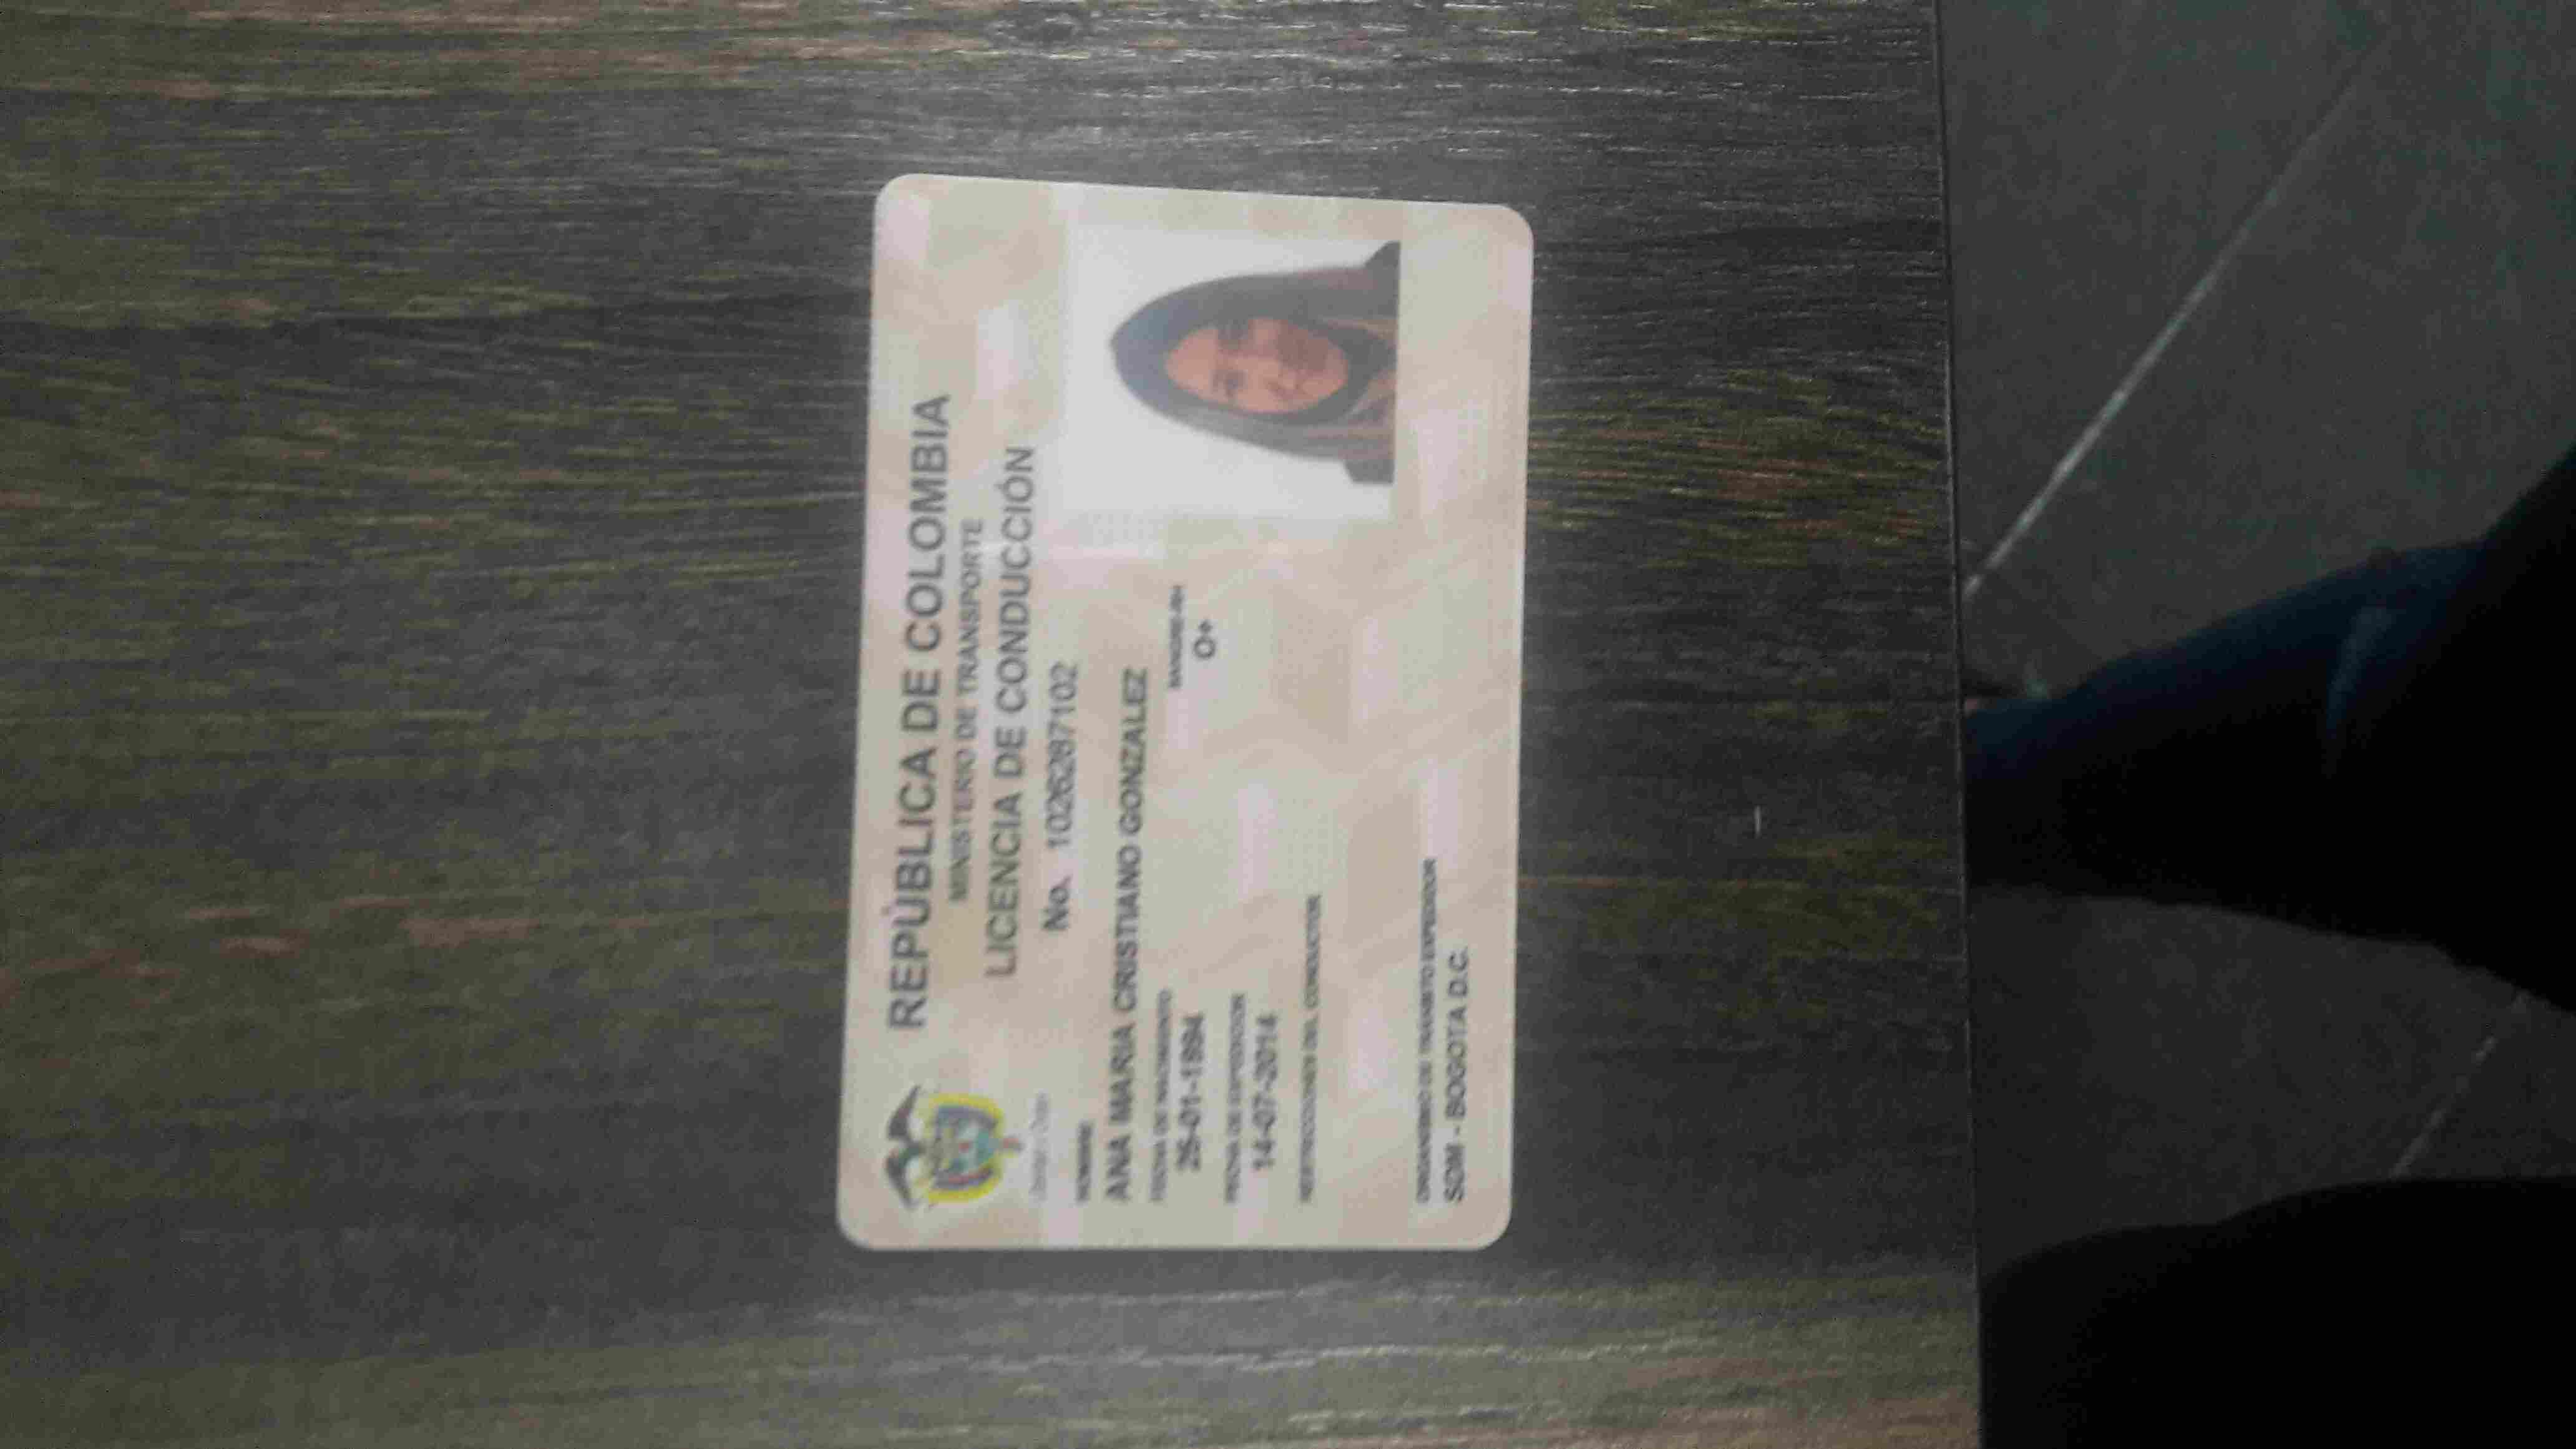 REPÚBLICA DE COLOMBIA
MINISTERIO DE TRANSPORTE
LICENCIA DE CONDUCCIÓN
No. 1026287102
NOMBRE
ANA MARIA CRISTIANO GONZALEZ
FECHA DE NACIMIENTO
25-01-1994
SANGRE-RH
O+
FECHA DE EXPEDICION
14-07-2014
RESTRICCIONES DEL CONDUCTOR
ORGANISMO DE TRANSITO EXPEDIDOR
SDM - BOGOTA D.C.